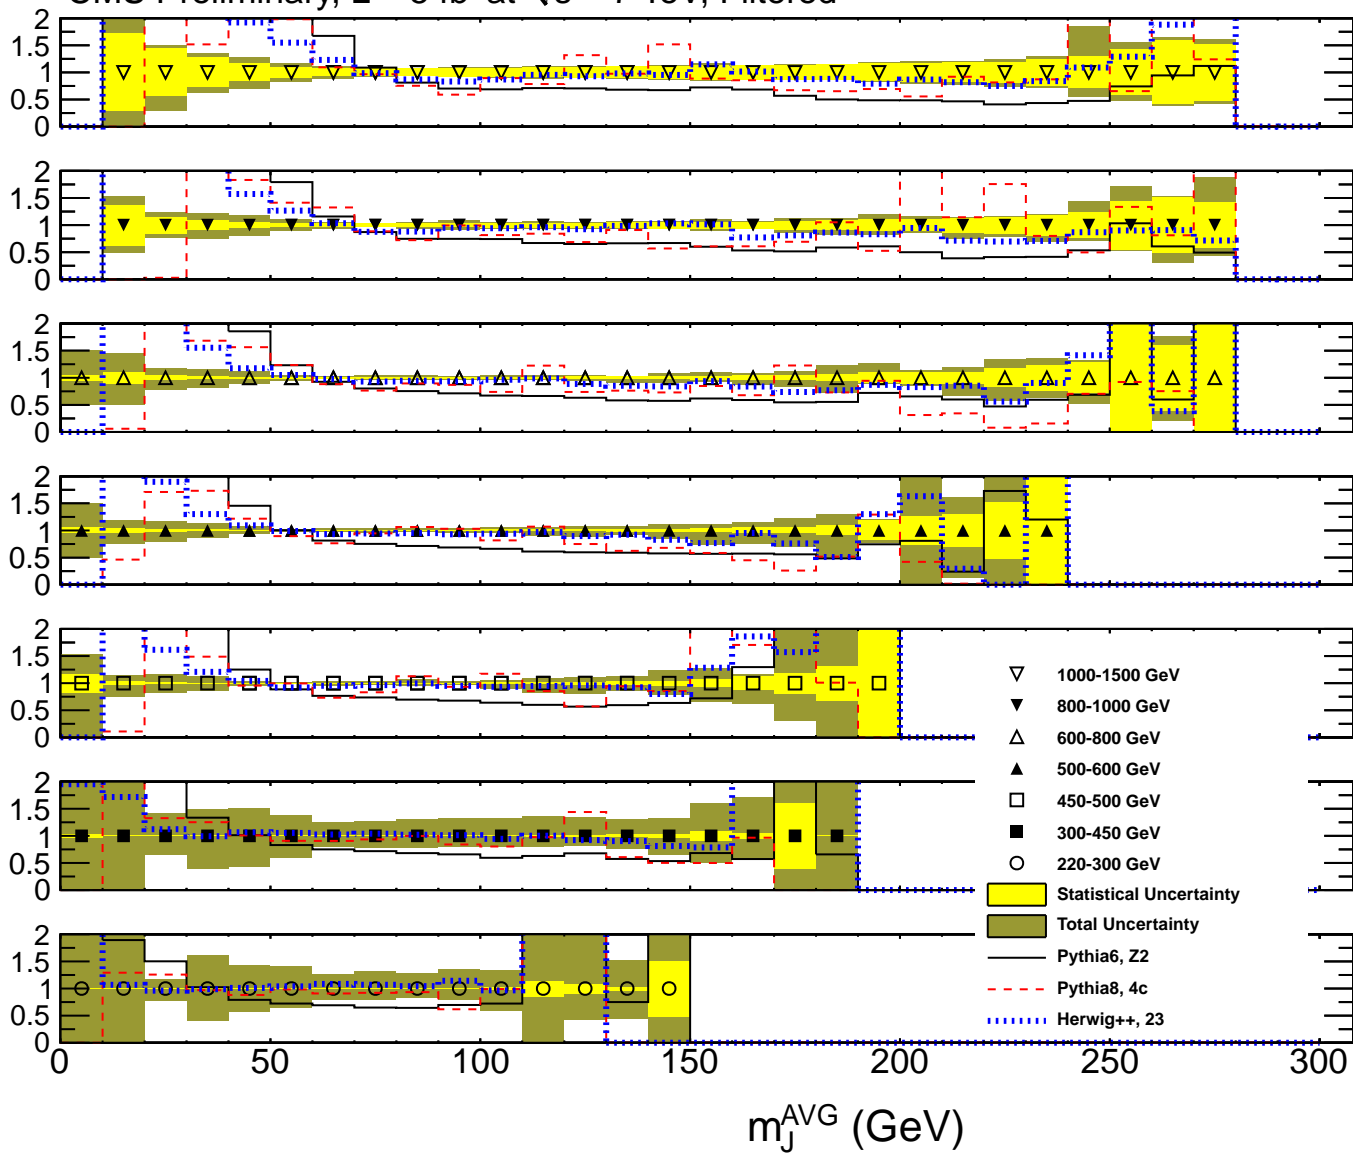 2
1.5
1
0.5
0
2
1.5
1
0.5
0
2
1.5
1
0.5
0
2
1.5
1
0.5
0
2
1.5
1
0.5
0
2
1.5
1
0.5
0
2
1.5
1
0.5
0
1000-1500 GeV
800-1000 GeV
600-800 GeV
500-600 GeV
450-500 GeV
300-450 GeV
220-300 GeV
Statistical Uncertainty
Total Uncertainty
Pythia6, Z2
Pythia8, 4c
Herwig++, 23
0 50 100 150 200 250 300
m_J^AVG (GeV)